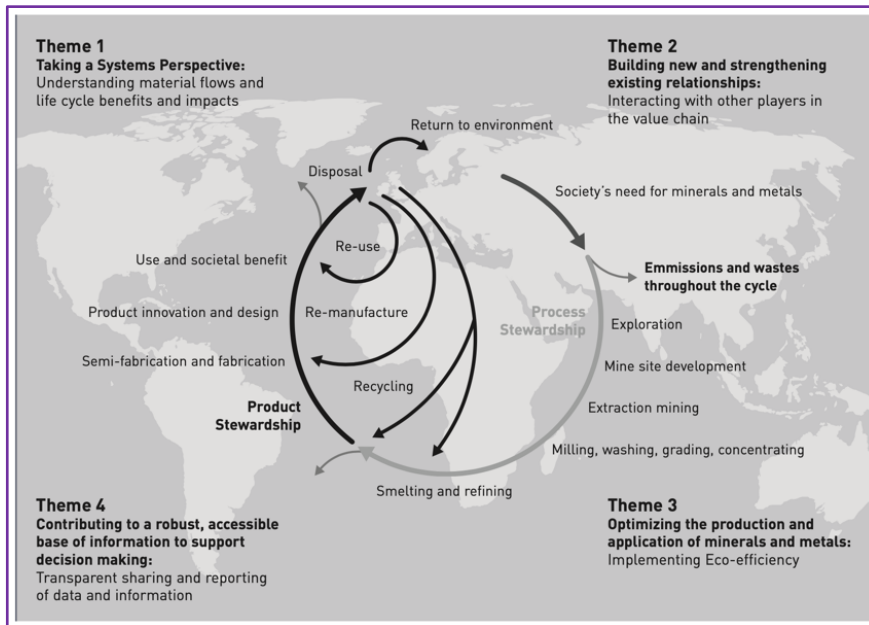 Theme 1
Taking a Systems Perspective:
Understanding material flows and
life cycle benefits and impacts
Theme 2
Building new and strengthening
existing relationships:
Interacting with other players in
the value chain
Return to environment
Disposal
Society's need for minerals and metals
Re-use
Use and societal benefit
Emmissions and wastes
throughout the cycle
Product innovation and design
Re-manufacture
Process
Stewardship
Exploration
Semi-fabrication and fabrication
Mine site development
Recycling
Product
Stewardship
Extraction mining
Milling, washing, grading, concentrating
Smelting and refining
Theme 4
Contributing to a robust, accessible
base of information to support
decision making:
Transparent sharing and reporting
of data and information
Theme 3
Optimizing the production and
application of minerals and metals:
Implementing Eco-efficiency